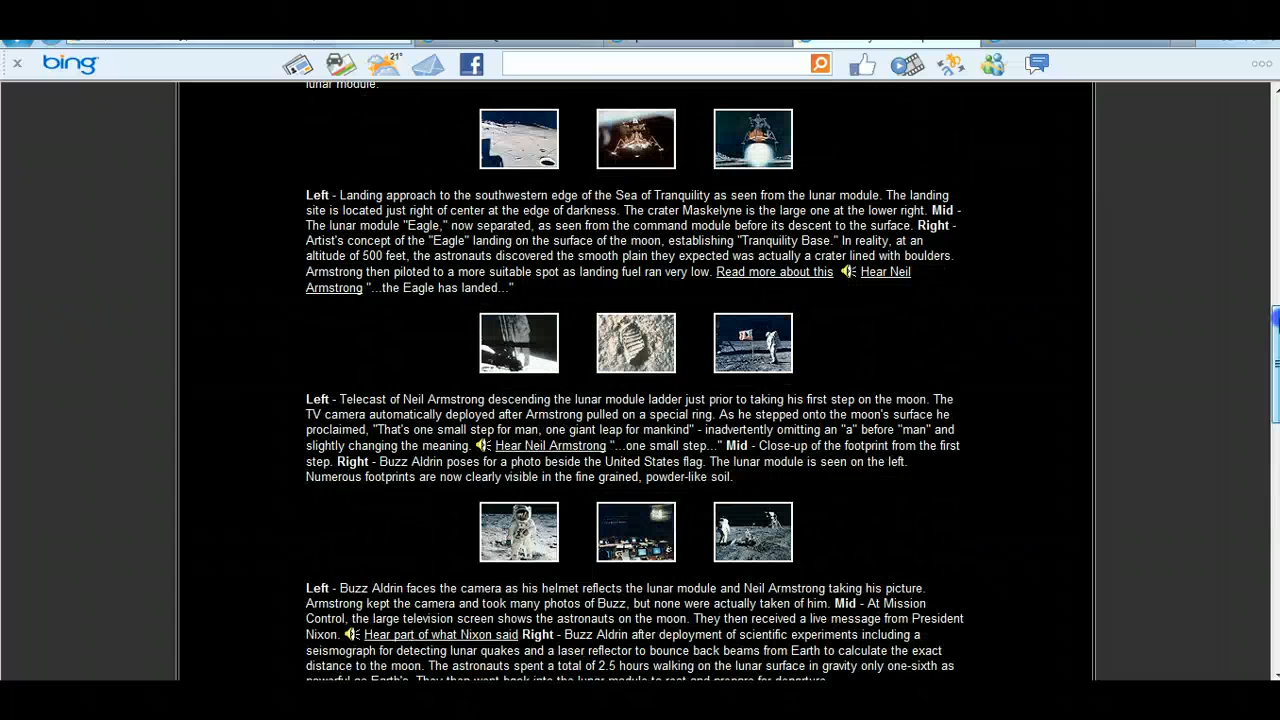 bing
21°
lunar module.
Left - Landing approach to the southwestern edge of the Sea of Tranquility as seen from the lunar module. The landing
site is located just right of center at the edge of darkness. The crater Maskelyne is the large one at the lower right. Mid -
The lunar module "Eagle," now separated, as seen from the command module before its descent to the surface. Right -
Artist's concept of the "Eagle" landing on the surface of the moon, establishing "Tranquility Base." In reality, at an
altitude of 500 feet, the astronauts discovered the smooth plain they expected was actually a crater lined with boulders.
Armstrong then piloted to a more suitable spot as landing fuel ran very low. Read more about this Hear Neil
Armstrong "...the Eagle has landed..."
Left - Telecast of Neil Armstrong descending the lunar module ladder just prior to taking his first step on the moon. The
TV camera automatically deployed after Armstrong pulled on a special ring. As he stepped onto the moon's surface he
proclaimed, "That's one small step for man, one giant leap for mankind" - inadvertently omitting an "a" before "man" and
slightly changing the meaning. Hear Neil Armstrong "...one small step..." Mid - Close-up of the footprint from the first
step. Right - Buzz Aldrin poses for a photo beside the United States flag. The lunar module is seen on the left.
Numerous footprints are now clearly visible in the fine grained, powder-like soil.
Left - Buzz Aldrin faces the camera as his helmet reflects the lunar module and Neil Armstrong taking his picture.
Armstrong kept the camera and took many photos of Buzz, but none were actually taken of him. Mid - At Mission
Control, the large television screen shows the astronauts on the moon. They then received a live message from President
Nixon. Hear part of what Nixon said Right - Buzz Aldrin after deployment of scientific experiments including a
seismograph for detecting lunar quakes and a laser reflector to bounce back beams from Earth to calculate the exact
distance to the moon. The astronauts spent a total of 2.5 hours walking on the lunar surface in gravity only one-sixth as
powerful as Earth's. They then went back into the lunar module to rest and prepare for departure.